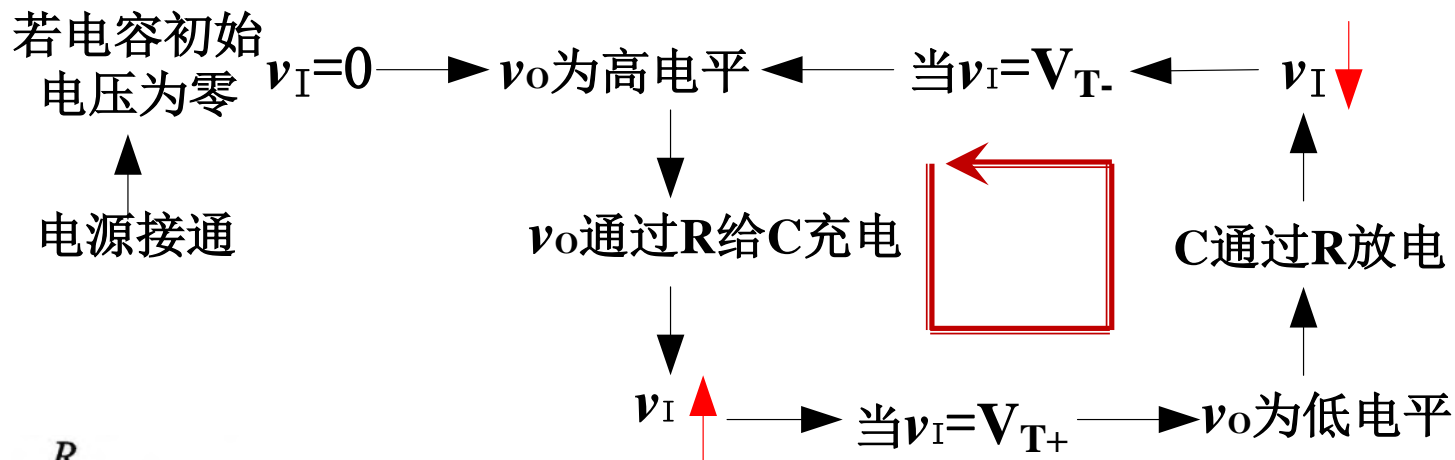 若电容初始
电压为零
vI=0
vO为高电平
当vI=VT-
vI
电源接通
vO通过R给C充电
C通过R放电
vI
当vI=VT+
vO为低电平
R